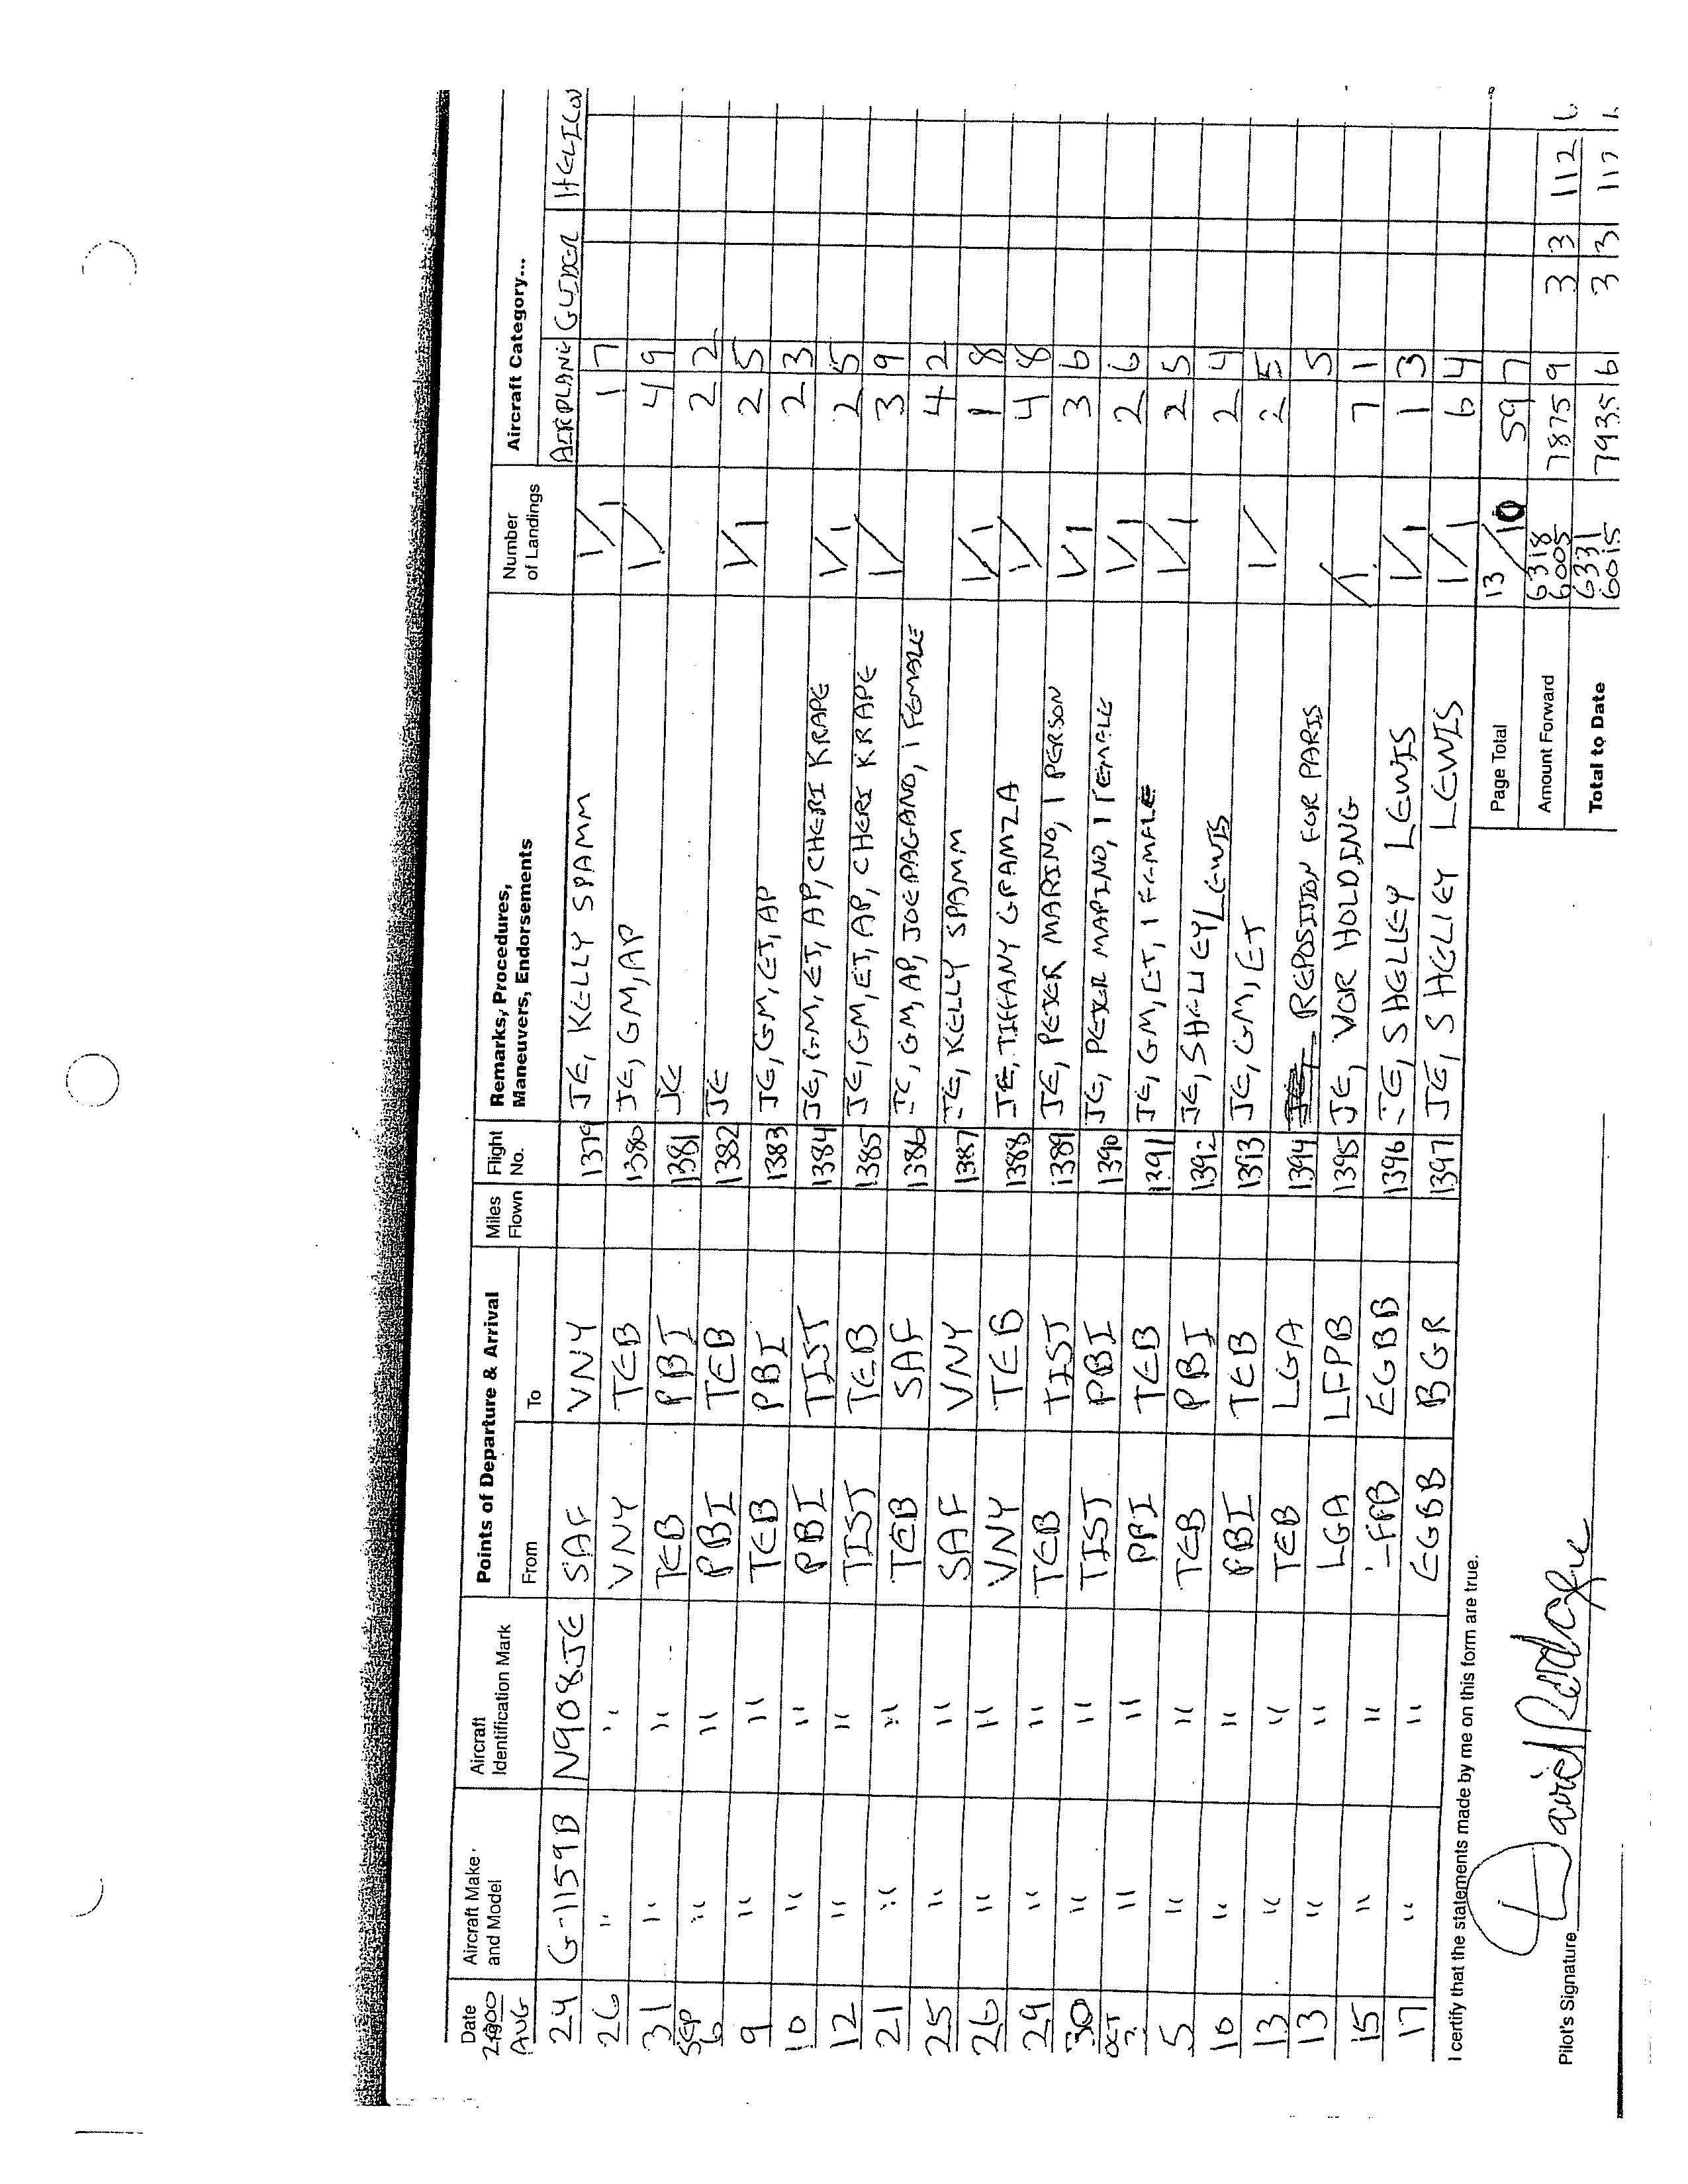 Date 2000 Aircraft Make and Model Aircraft Identification Mark Points of Departure & Arrival Miles Flown Flight No. Remarks, Procedures, Maneuvers, Endorsements Number of Landings Aircraft Category...
AUG From To AIRPLANE GLIDER HELICO
24 G-1159B N908JE SAF VNY 1379 JE, KELLY SPAMM 1/1 1 7
26 " " VNY TEB 1380 JE, GM, AP 1/ 4 9
31 " " TEB PBI 1381 JE 2 2
SEP 6 " " PBI TEB 1382 JE 1/1 2 5
9 " " TEB PBI 1383 JE, GM, ET, AP 2 3
10 " " PBI TIST 1384 JE, GM, ET, AP, CHERI KRAPE 1/1 2 5
12 " " TIST TEB 1385 JE, GM, ET, AP, CHERI KRAPE 1/ 3 9
21 " " TEB SAF 1386 JE, GM, AP, JOE PAGANO, 1 FEMALE 4 2
25 " " SAF VNY 1387 JE, KELLY SPAMM 1/1 1 8
26 " " VNY TEB 1388 JE, TIFFANY GRAMZA 1/ 4 8
29 " " TEB TIST 1389 JE, PETER MARINO, 1 PERSON 1/1 3 6
30 " " TIST PBI 1390 JE, PETER MARINO, 1 FEMALE 1/1 2 6
OCT " " PBI TEB 1391 JE, GM, ET, 1 FEMALE 1/1 2 5
5 " " TEB PBI 1392 JE, SHELLEY LEWIS 2 4
10 " " PBI TEB 1393 JE, GM, ET 1/ 2 5
13 " " TEB LGA 1394 REPOSITION FOR PARIS 5
13 " " LGA LFPB 1395 JE, VOR HOLDING /1 7 1
15 " " EGBB 1396 JE, SHELLEY LEWIS 1/1 1 3
17 " " EGBB BGR 1397 JE, SHELLEY LEWIS 1/1 6 4
I certify that the statements made by me on this form are true.
Page Total 13/10 59 7
Amount Forward 6318 6005 7875 9 3 3 112
Pilot's Signature
Total to Date 6331 6015 7935 6 3 3